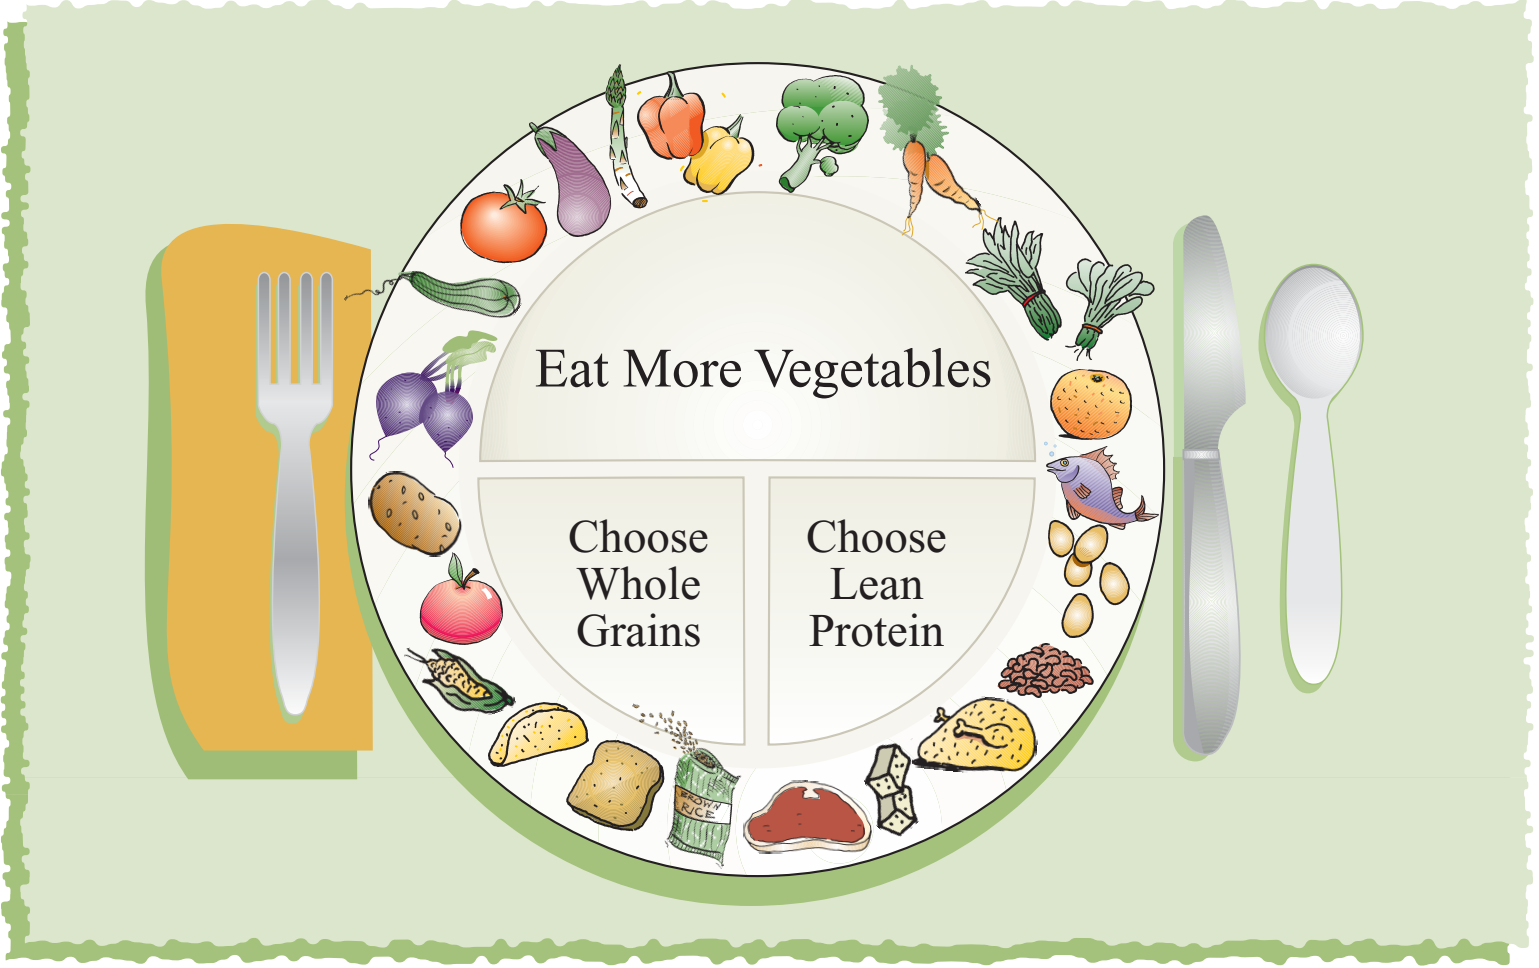 Eat More Vegetables
Choose
Whole
Grains
Choose
Lean
Protein
BROWN
RICE